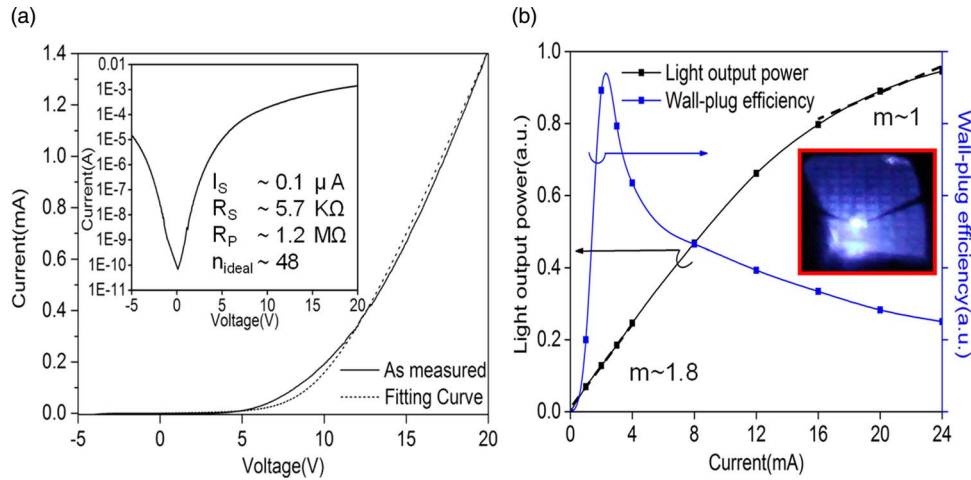 (a)
1.4
1.2
1.0
0.8
0.6
0.4
0.2
0.0
Current(mA)
-5
0
5
10
15
20
Voltage(V)
0.01
1E-3
1E-4
1E-5
1E-6
1E-7
1E-8
1E-9
1E-10
1E-11
Current(A)
-5
0
5
10
15
20
Voltage(V)
I_S ~ 0.1 μA
R_S ~ 5.7 KΩ
R_P ~ 1.2 MΩ
n_ideal ~ 48
As measured
Fitting Curve
(b)
1.0
0.8
0.6
0.4
0.2
0.0
Light output power(a.u.)
0
4
8
12
16
20
24
Current(mA)
Light output power
Wall-plug efficiency
m~1
m~1.8
Wall-plug efficiency(a.u.)